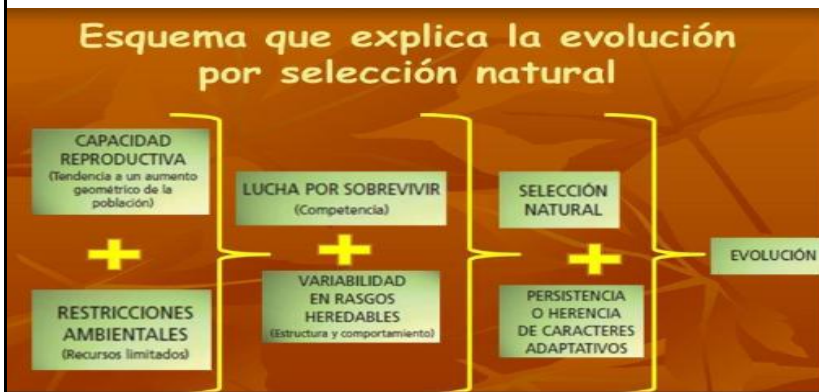 Esquema que explica la evolución
por selección natural
CAPACIDAD
REPRODUCTIVA
(Tendencia a un aumento
geométrico de la
población)
+
RESTRICCIONES
AMBIENTALES
(Recursos limitados)
LUCHA POR SOBREVIVIR
(Competencia)
+
VARIABILIDAD
EN RASGOS
HEREDABLES
(Estructura y comportamiento)
SELECCIÓN
NATURAL
+
PERSISTENCIA
O HERENCIA
DE CARACTERES
ADAPTATIVOS
EVOLUCIÓN